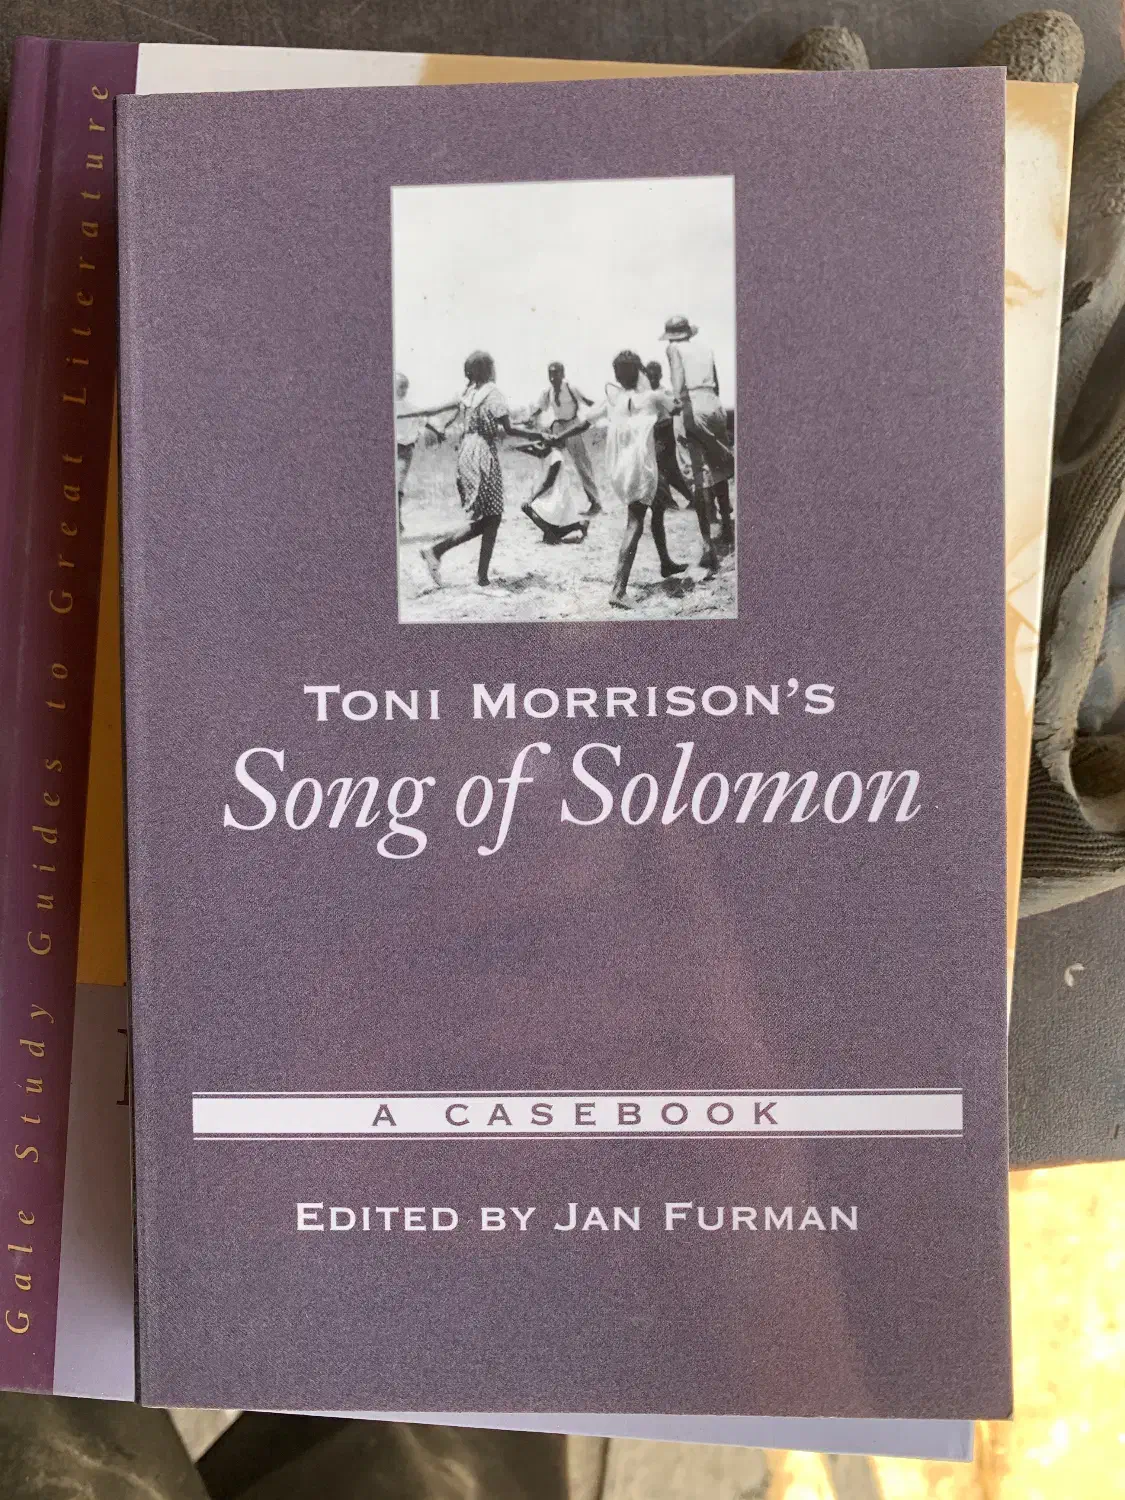 Gale Study Guides to Great Literature
TONI MORRISON'S
Song of Solomon
A CASEBOOK
EDITED BY JAN FURMAN